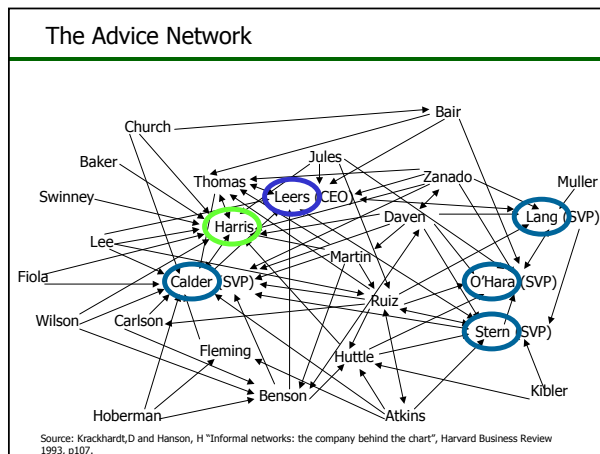 The Advice Network
Bair
Church
Jules
Baker
Thomas
Zanado
Muller
Swinney
Leers (CEO)
Daven
Lang (SVP)
Harris
Lee
Martin
Fiola
Calder (SVP)
O'Hara (SVP)
Ruiz
Wilson
Carlson
Stern (SVP)
Fleming
Huttle
Benson
Kibler
Hoberman
Atkins
Source: Krackhardt,D and Hanson, H "Informal networks: the company behind the chart", Harvard Business Review
1993, p107.